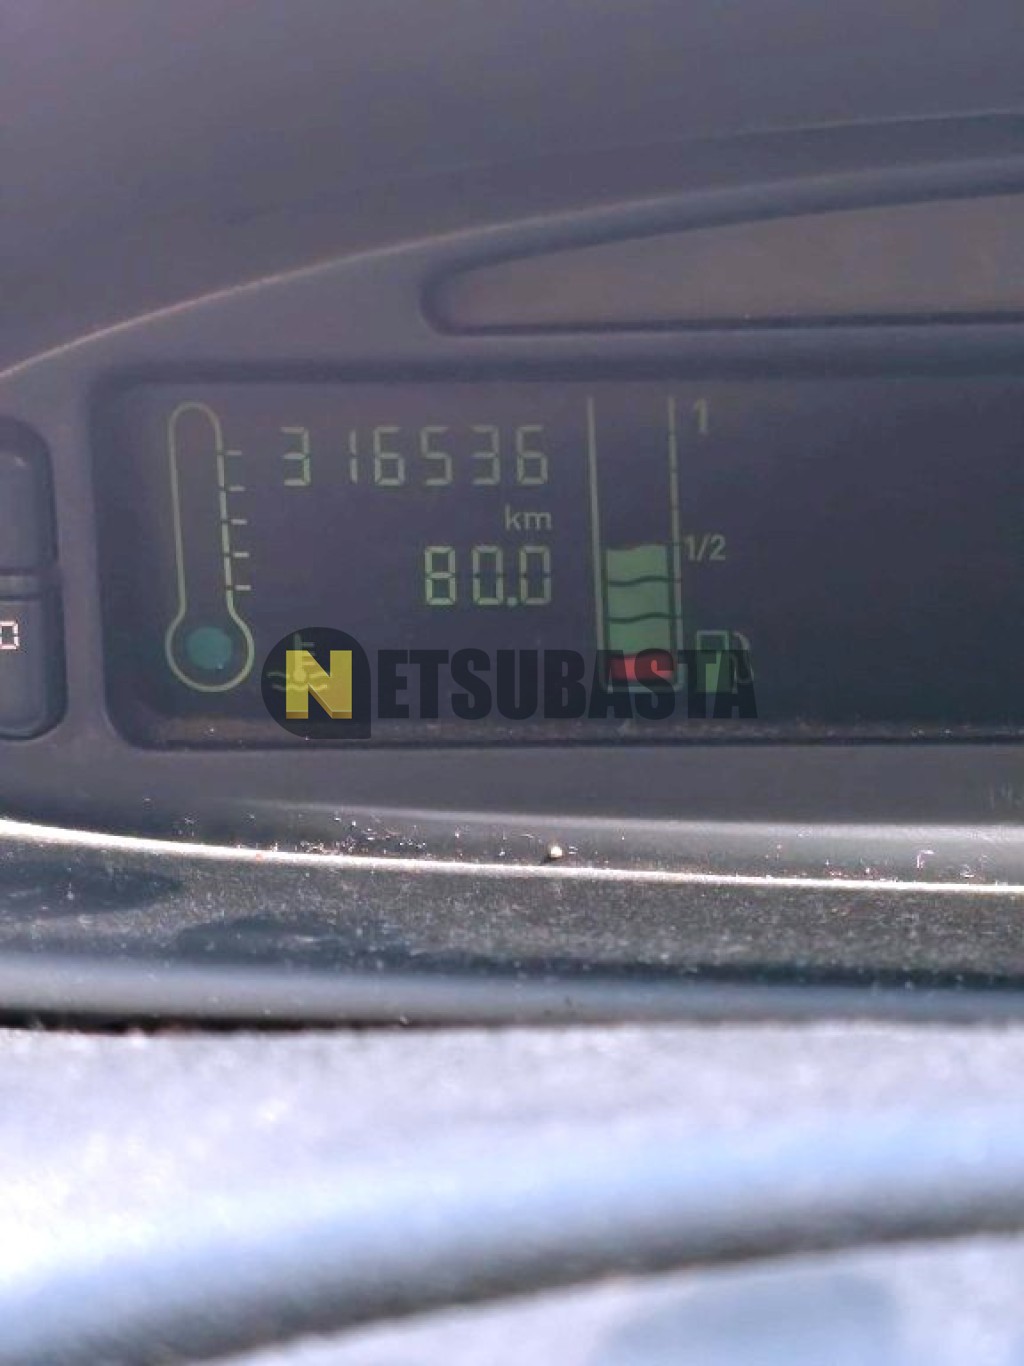 316536
1
km
1/2
80.0
NETSUBASTA